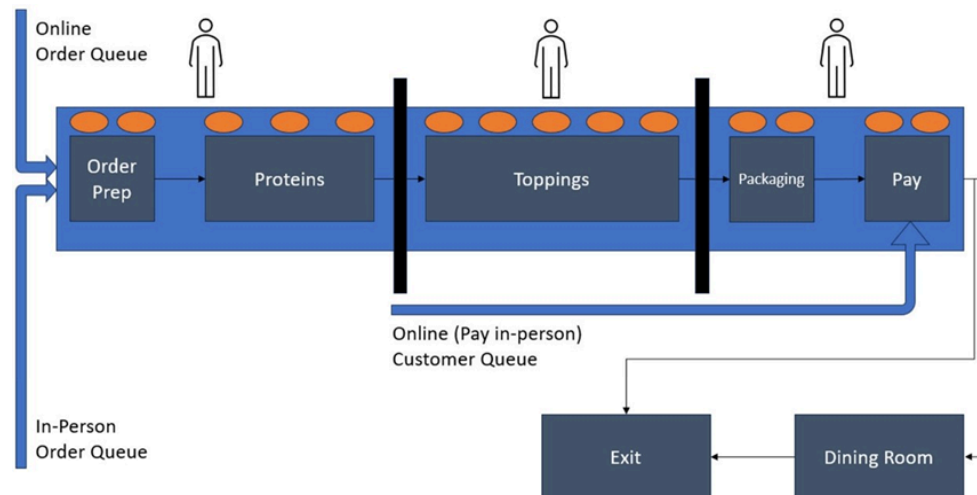 Online
Order Queue
Order
Prep
Proteins
Toppings
Packaging
Pay
Online (Pay in-person)
Customer Queue
In-Person
Order Queue
Exit
Dining Room